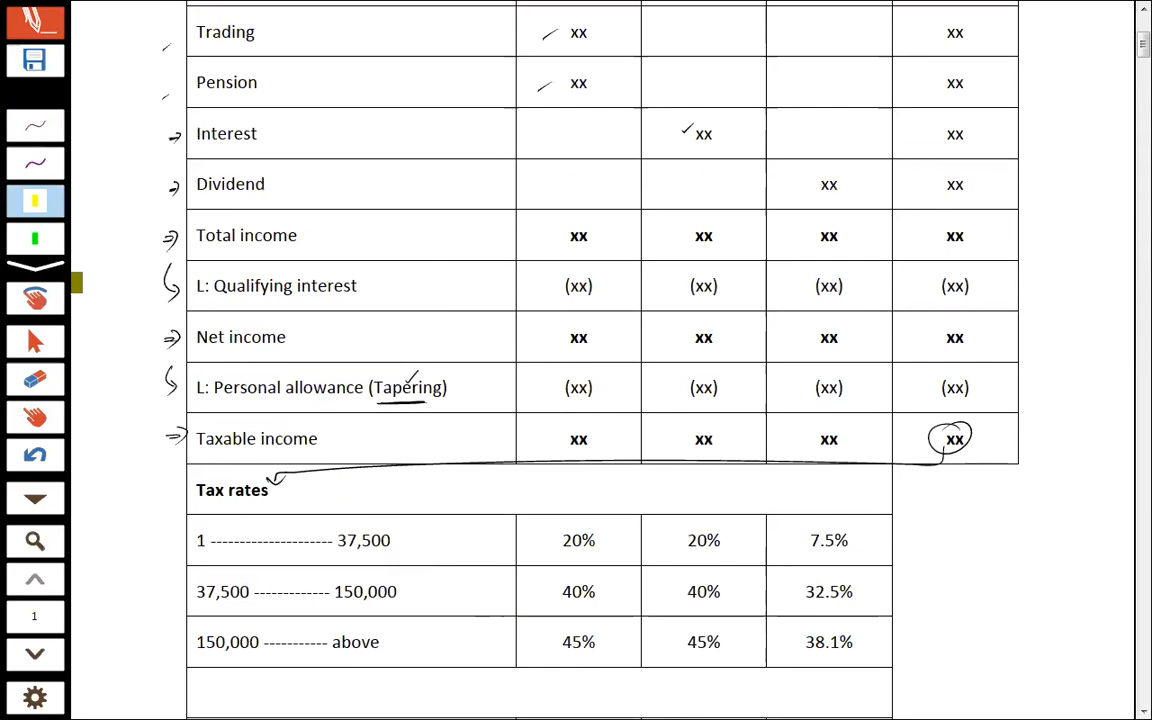 Trading xx xx
Pension xx xx
Interest xx xx
Dividend xx xx
Total income xx xx xx xx
L: Qualifying interest (xx) (xx) (xx) (xx)
Net income xx xx xx xx
L: Personal allowance (Tapering) (xx) (xx) (xx) (xx)
Taxable income xx xx xx xx
Tax rates
1 --------------------- 37,500 20% 20% 7.5%
37,500 ------------- 150,000 40% 40% 32.5%
150,000 ----------- above 45% 45% 38.1%
1